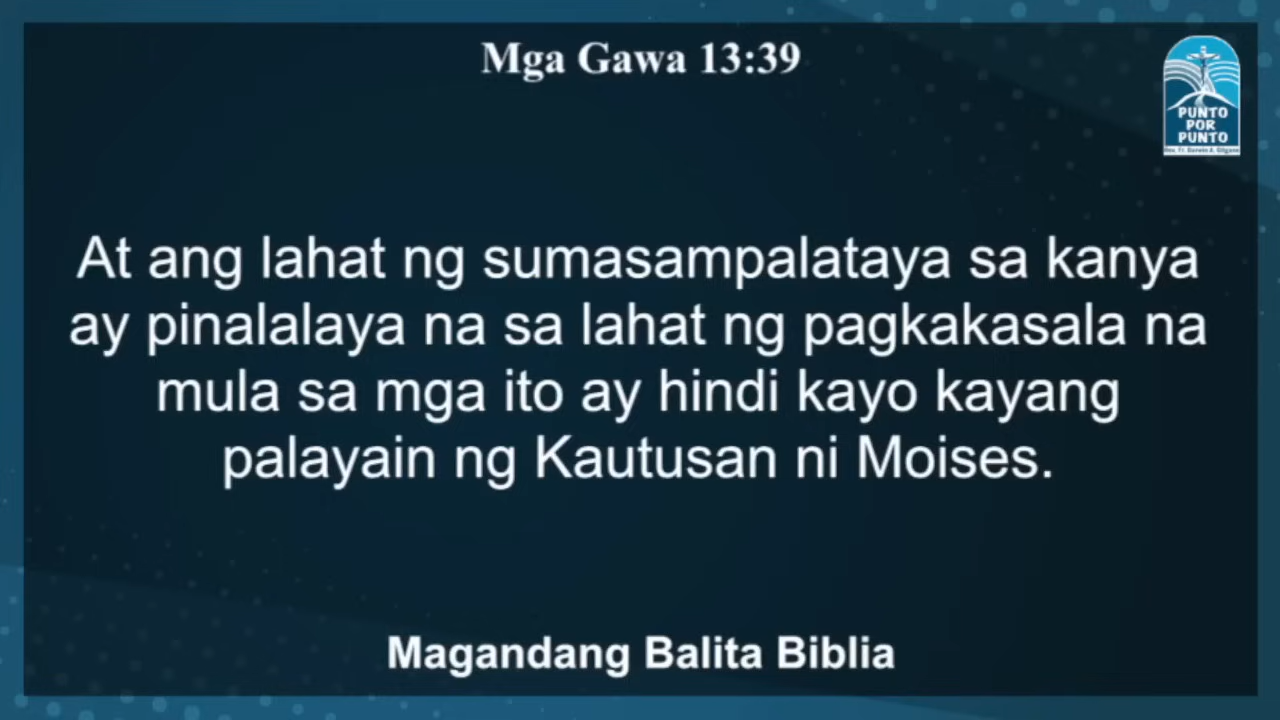 Mga Gawa 13:39
PUNTO
POR
PUNTO
At ang lahat ng sumasampalataya sa kanya
ay pinalalaya na sa lahat ng pagkakasala na
mula sa mga ito ay hindi kayo kayang
palayain ng Kautusan ni Moises.
Magandang Balita Biblia